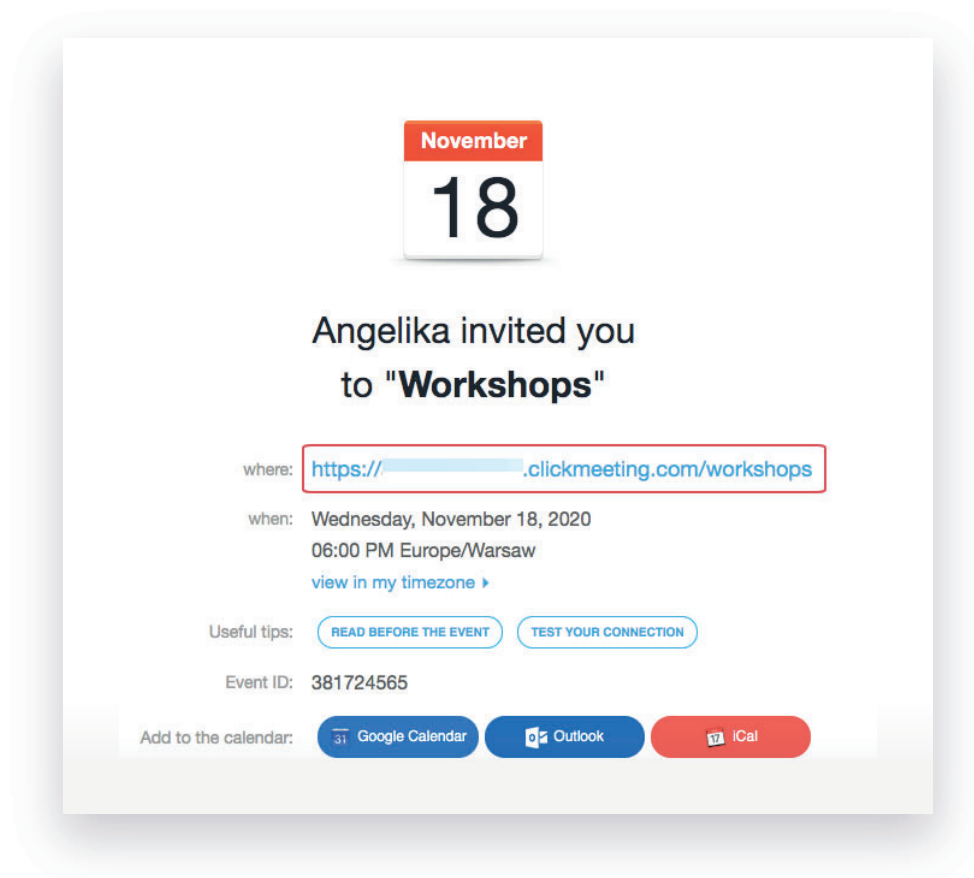 November
18
Angelika invited you
to "Workshops"
where: https:// .clickmeeting.com/workshops
when: Wednesday, November 18, 2020
06:00 PM Europe/Warsaw
view in my timezone
Useful tips: READ BEFORE THE EVENT TEST YOUR CONNECTION
Event ID: 381724565
Add to the calendar: 31 Google Calendar o Outlook 17 iCal